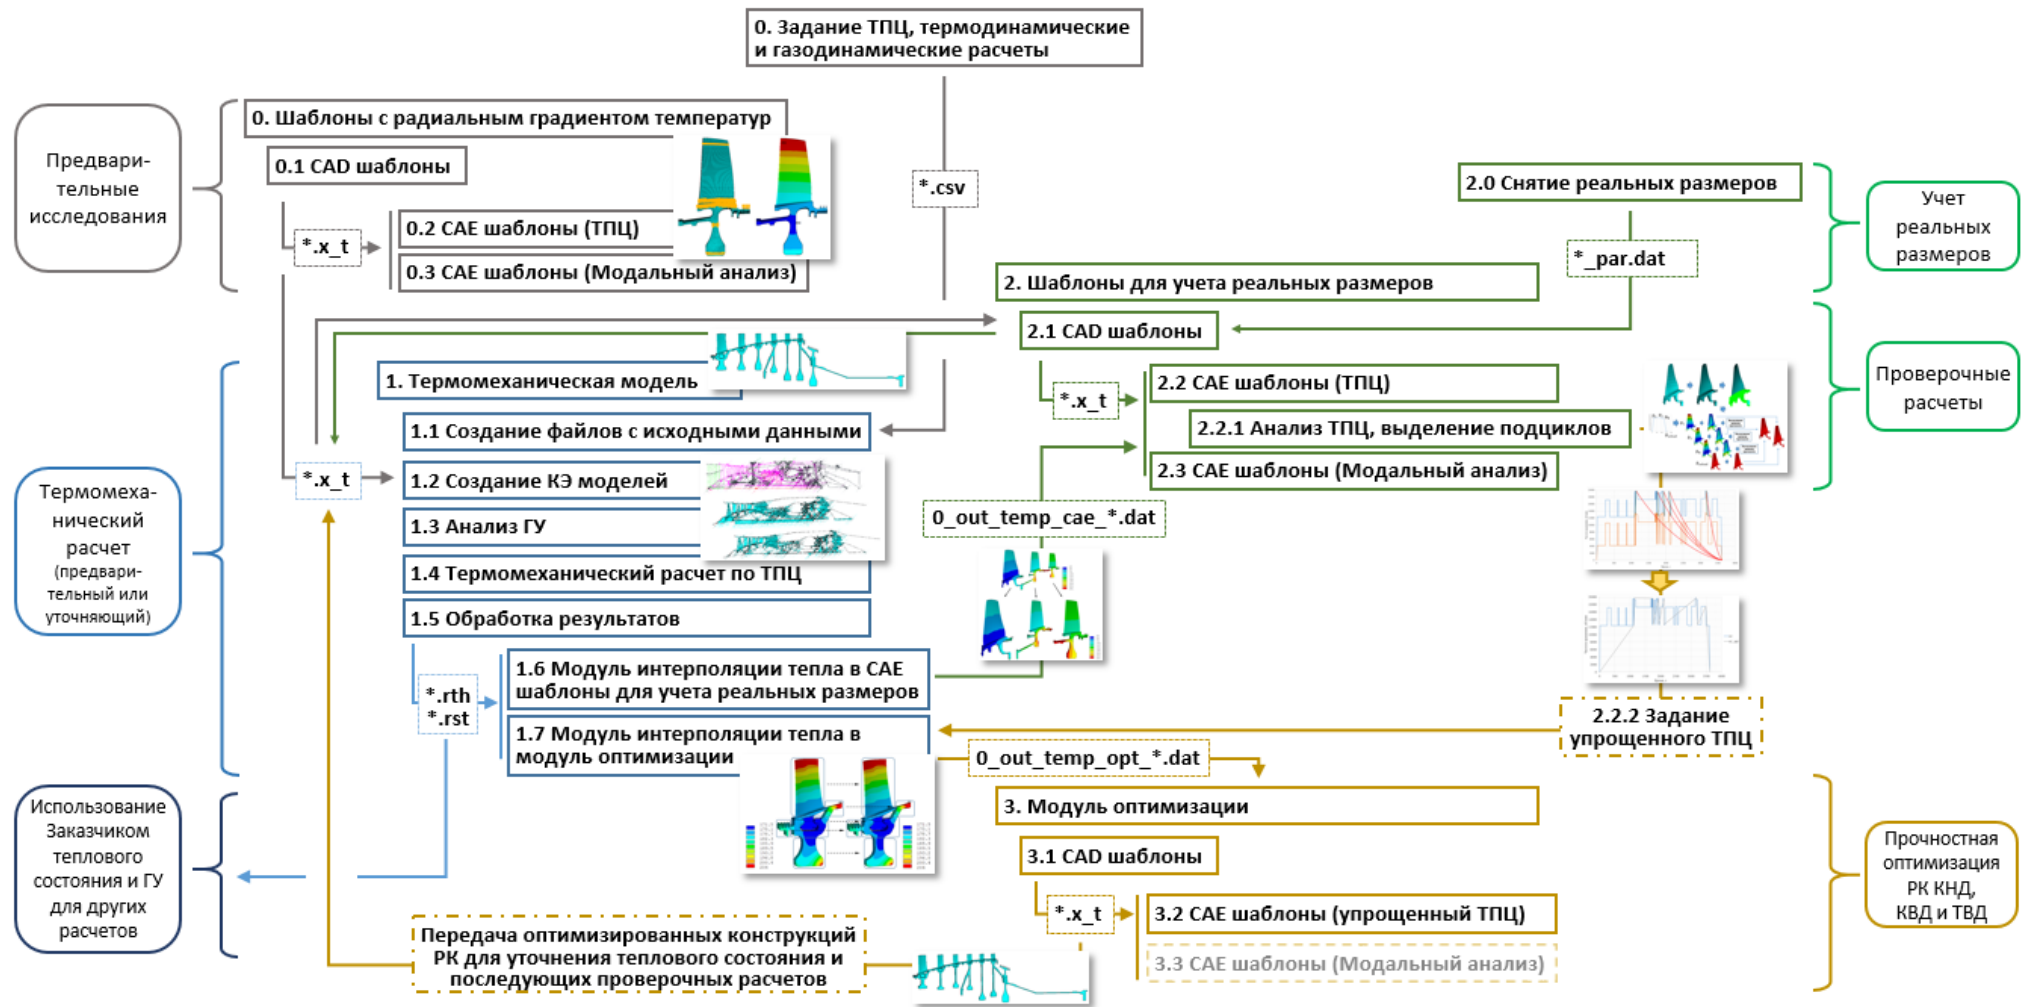 0. Задание ТПЦ, термодинамические
и газодинамические расчеты
Предвари-
тельные
исследования
0. Шаблоны с радиальным градиентом температур
0.1 CAD шаблоны
*.x_t
0.2 CAE шаблоны (ТПЦ)
0.3 CAE шаблоны (Модальный анализ)
*.csv
2.0 Снятие реальных размеров
*_par.dat
Учет
реальных
размеров
2. Шаблоны для учета реальных размеров
2.1 CAD шаблоны
*.x_t
2.2 CAE шаблоны (ТПЦ)
2.2.1 Анализ ТПЦ, выделение подциклов
2.3 CAE шаблоны (Модальный анализ)
Проверочные
расчеты
Термомеха-
нический
расчет
(предвари-
тельный или
уточняющий)
1. Термомеханическая модель
1.1 Создание файлов с исходными данными
*.x_t
1.2 Создание КЭ моделей
1.3 Анализ ГУ
1.4 Термомеханический расчет по ТПЦ
1.5 Обработка результатов
*.rth
*.rst
1.6 Модуль интерполяции тепла в CAE
шаблоны для учета реальных размеров
1.7 Модуль интерполяции тепла в
модуль оптимизации
0_out_temp_cae_*.dat
2.2.2 Задание
упрощенного ТПЦ
0_out_temp_opt_*.dat
Использование
Заказчиком
теплового
состояния и ГУ
для других
расчетов
3. Модуль оптимизации
3.1 CAD шаблоны
*.x_t
3.2 CAE шаблоны (упрощенный ТПЦ)
3.3 CAE шаблоны (Модальный анализ)
Прочностная
оптимизация
РК КНД,
КВД и ТВД
Передача оптимизированных конструкций
РК для уточнения теплового состояния и
последующих проверочных расчетов